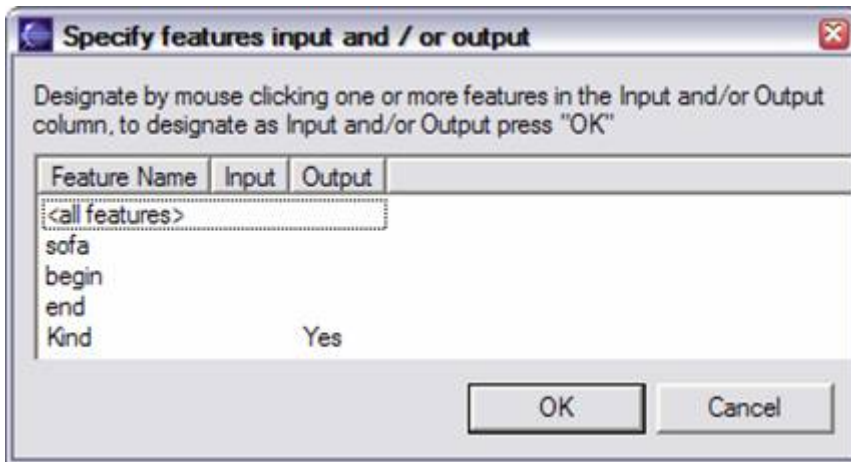 Specify features input and / or output
Designate by mouse clicking one or more features in the Input and/or Output
column, to designate as Input and/or Output press "OK"
Feature Name Input Output
<all features>
sofa
begin
end
Kind Yes
OK Cancel